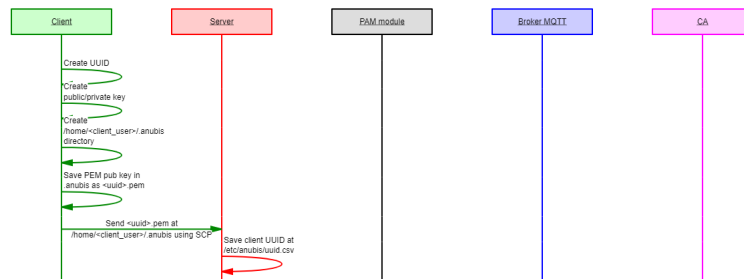 Client
Server
PAM module
Broker MQTT
CA
Create UUID
Create
public/private key
Create
/home/<client_user>/.anubis
directory
Save PEM pub key in
.anubis as <uuid>.pem
Send <uuid>.pem at
/home/<client_user>/.anubis using SCP
Save client UUID at
/etc/anubis/uuid.csv